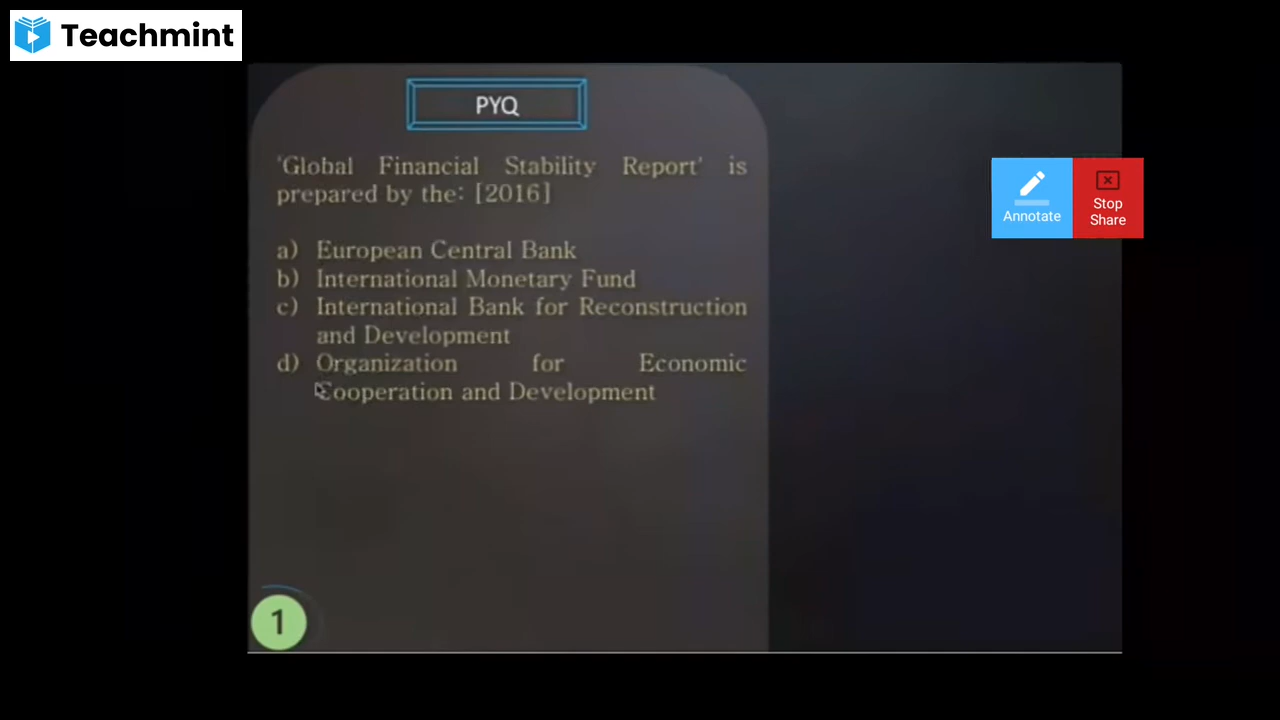 Teachmint
PYQ
'Global Financial Stability Report' is
prepared by the: [2016]
Annotate
Stop
Share
a) European Central Bank
b) International Monetary Fund
c) International Bank for Reconstruction
and Development
d) Organization for Economic
Cooperation and Development
1